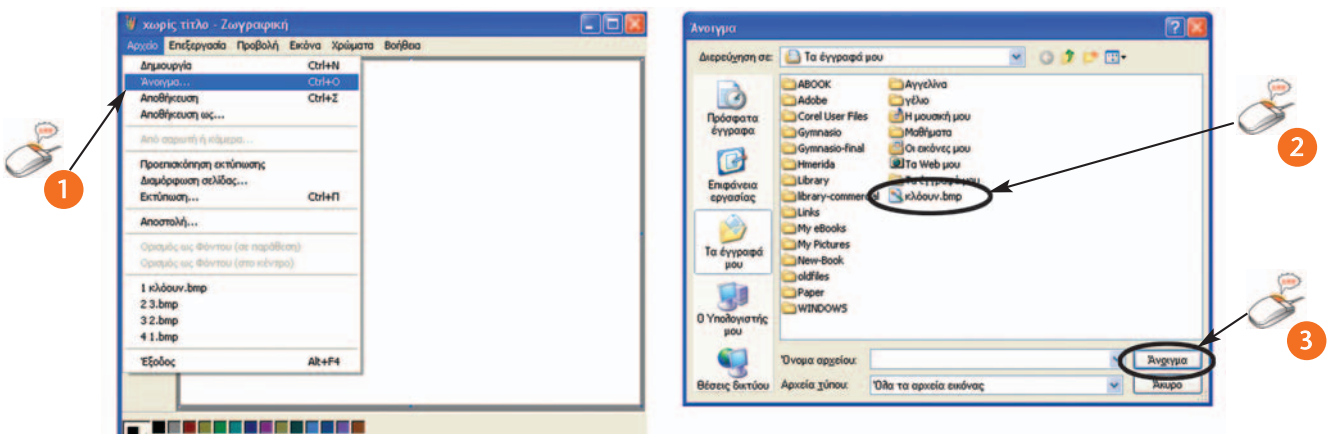 χωρίς τίτλο - Ζωγραφική
Αρχείο Επεξεργασία Προβολή Εικόνα Χρώματα Βοήθεια
Δημιουργία Ctrl+N
Άνοιγμα... Ctrl+O
Αποθήκευση Ctrl+Σ
Αποθήκευση ως...
Από σαρωτή ή κάμερα...
Προεπισκόπηση εκτύπωσης
Διαμόρφωση σελίδας...
Εκτύπωση... Ctrl+Π
Αποστολή...
Ορισμός ως Φόντου (σε παράθεση)
Ορισμός ως Φόντου (στο κέντρο)
1 κλόουν.bmp
2 3.bmp
3 2.bmp
4 1.bmp
Έξοδος Alt+F4
1
Άνοιγμα
Διερεύνηση σε: Τα έγγραφά μου
Πρόσφατα έγγραφα
Επιφάνεια εργασίας
Τα έγγραφά μου
Ο Υπολογιστής μου
Θέσεις δικτύου
ABOOK
Adobe
Corel User Files
Gymnasio
Gymnasio-final
Hmerida
Library
library-commercial
Links
My eBooks
My Pictures
New-Book
oldfiles
Paper
WINDOWS
Αγγελίνα
γέλιο
Η μουσική μου
Μαθήματα
Οι εικόνες μου
Τα Web μου
Τα έγγραφά μου
κλόουν.bmp
Όνομα αρχείου: Άνοιγμα
Αρχεία τύπου: Όλα τα αρχεία εικόνας Άκυρο
2
3